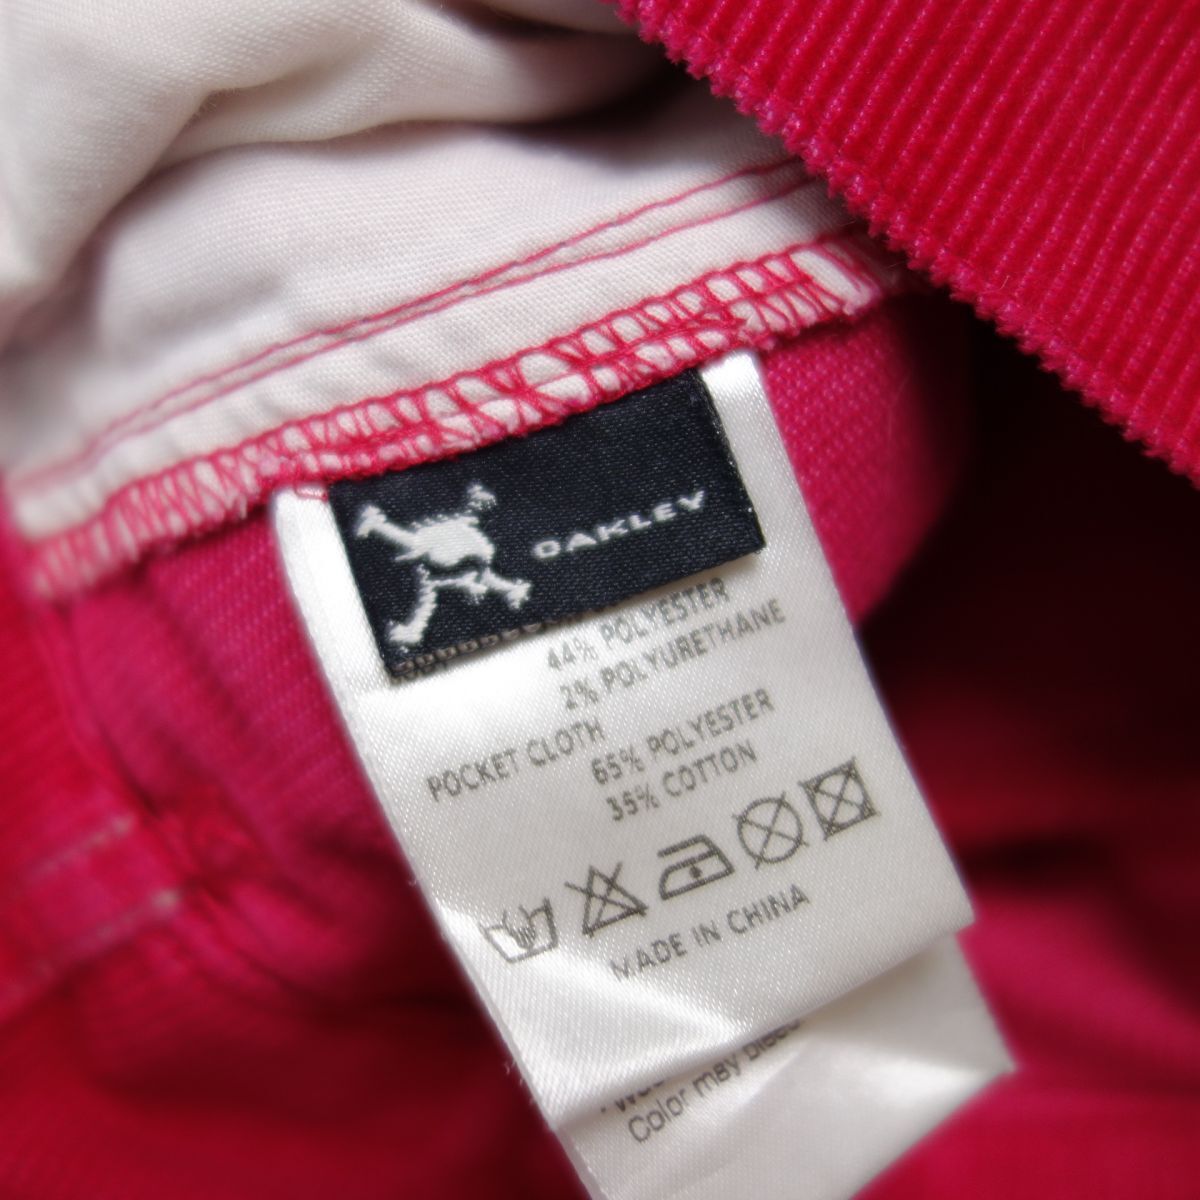 OAKLEY
44% POLYESTER
2% POLYURETHANE
POCKET CLOTH
65% POLYESTER
35% COTTON
MADE IN CHINA
Color may bleed